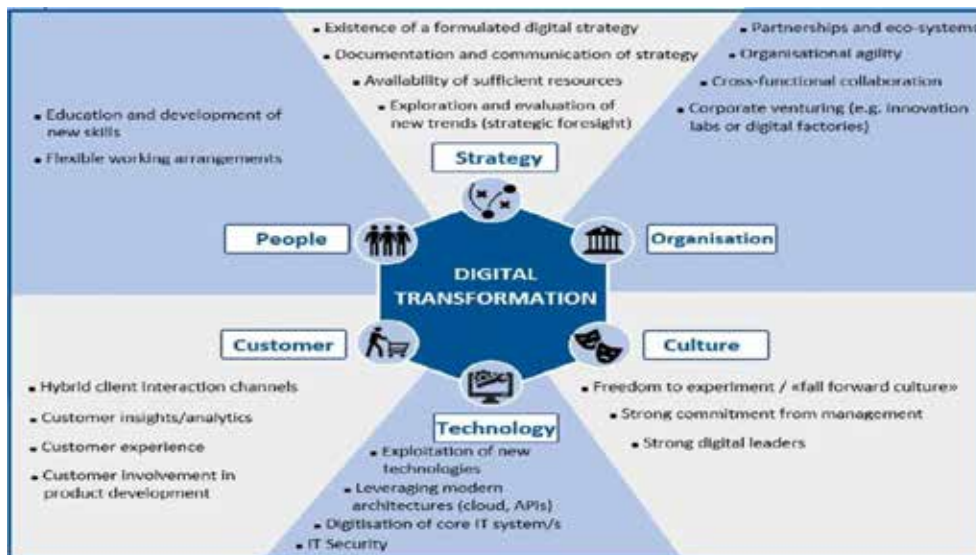 Existence of a formulated digital strategy
Documentation and communication of strategy
Availability of sufficient resources
Exploration and evaluation of
new trends (strategic foresight)
Strategy
Partnerships and eco-systems
Organisational agility
Cross-functional collaboration
Corporate venturing (e.g. innovation
labs or digital factories)
Organisation
Education and development of
new skills
Flexible working arrangements
People
DIGITAL
TRANSFORMATION
Customer
Hybrid client interaction channels
Customer insights/analytics
Customer experience
Customer involvement in
product development
Technology
Exploitation of new
technologies
Leveraging modern
architectures (cloud, APIs)
Digitisation of core IT system/s
IT Security
Culture
Freedom to experiment / «fall forward culture»
Strong commitment from management
Strong digital leaders